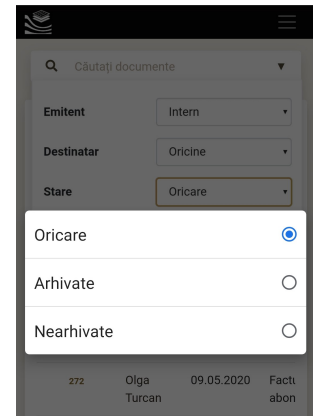 Căutați documente ▼
Emitent Intern
Destinatar Oricine
Stare Oricare
Oricare
Arhivate
Nearhivate
272 Olga 09.05.2020 Factu
Turcan abon